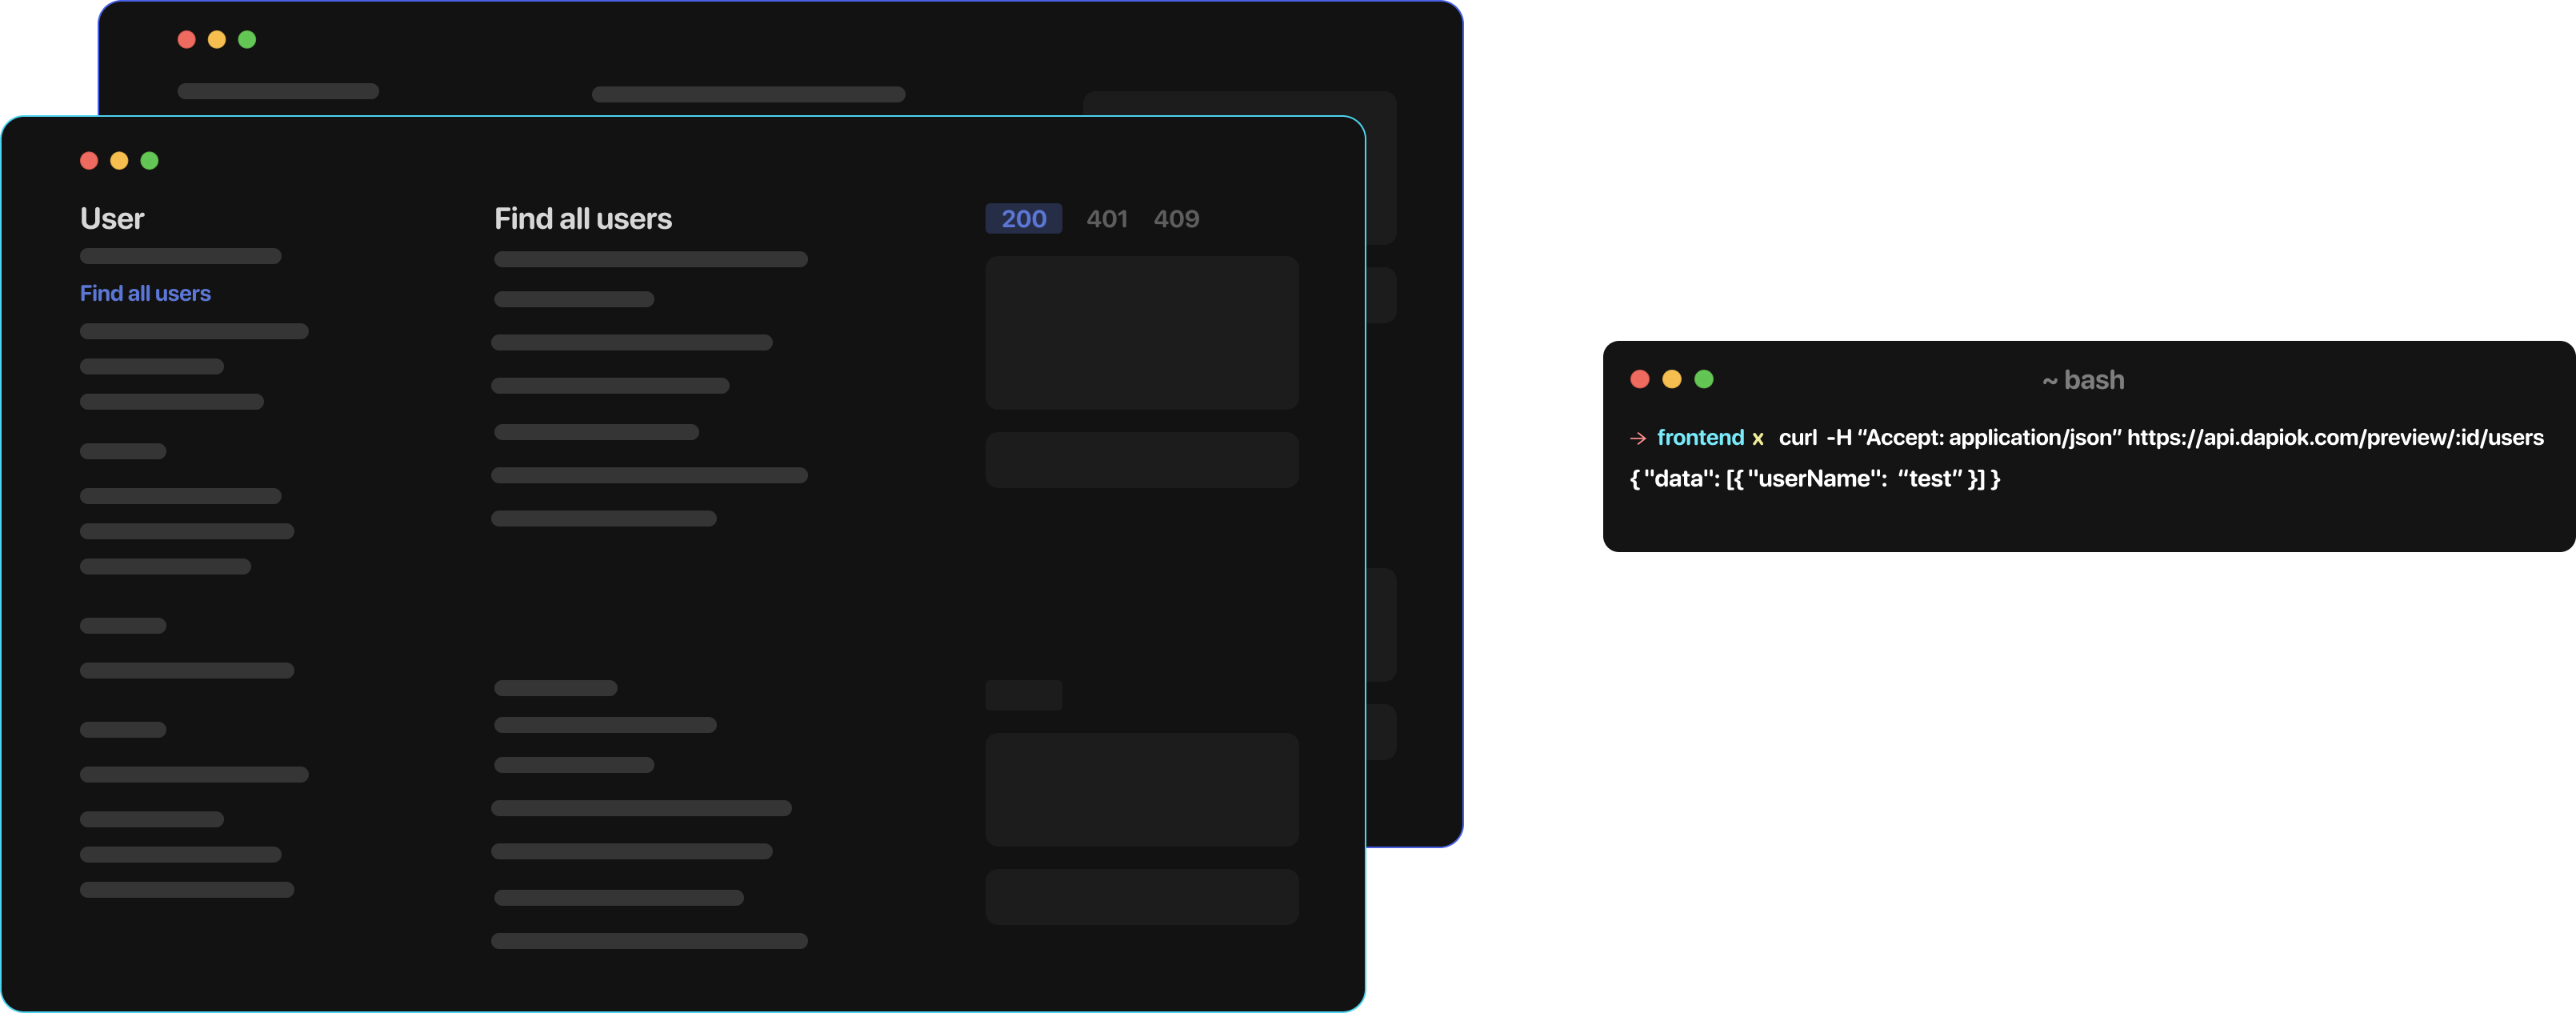 User
Find all users
Find all users
200 401 409
~ bash
→ frontend x curl -H “Accept: application/json” https://api.dapiok.com/preview/:id/users
{ "data": [{ "userName": “test” }] }